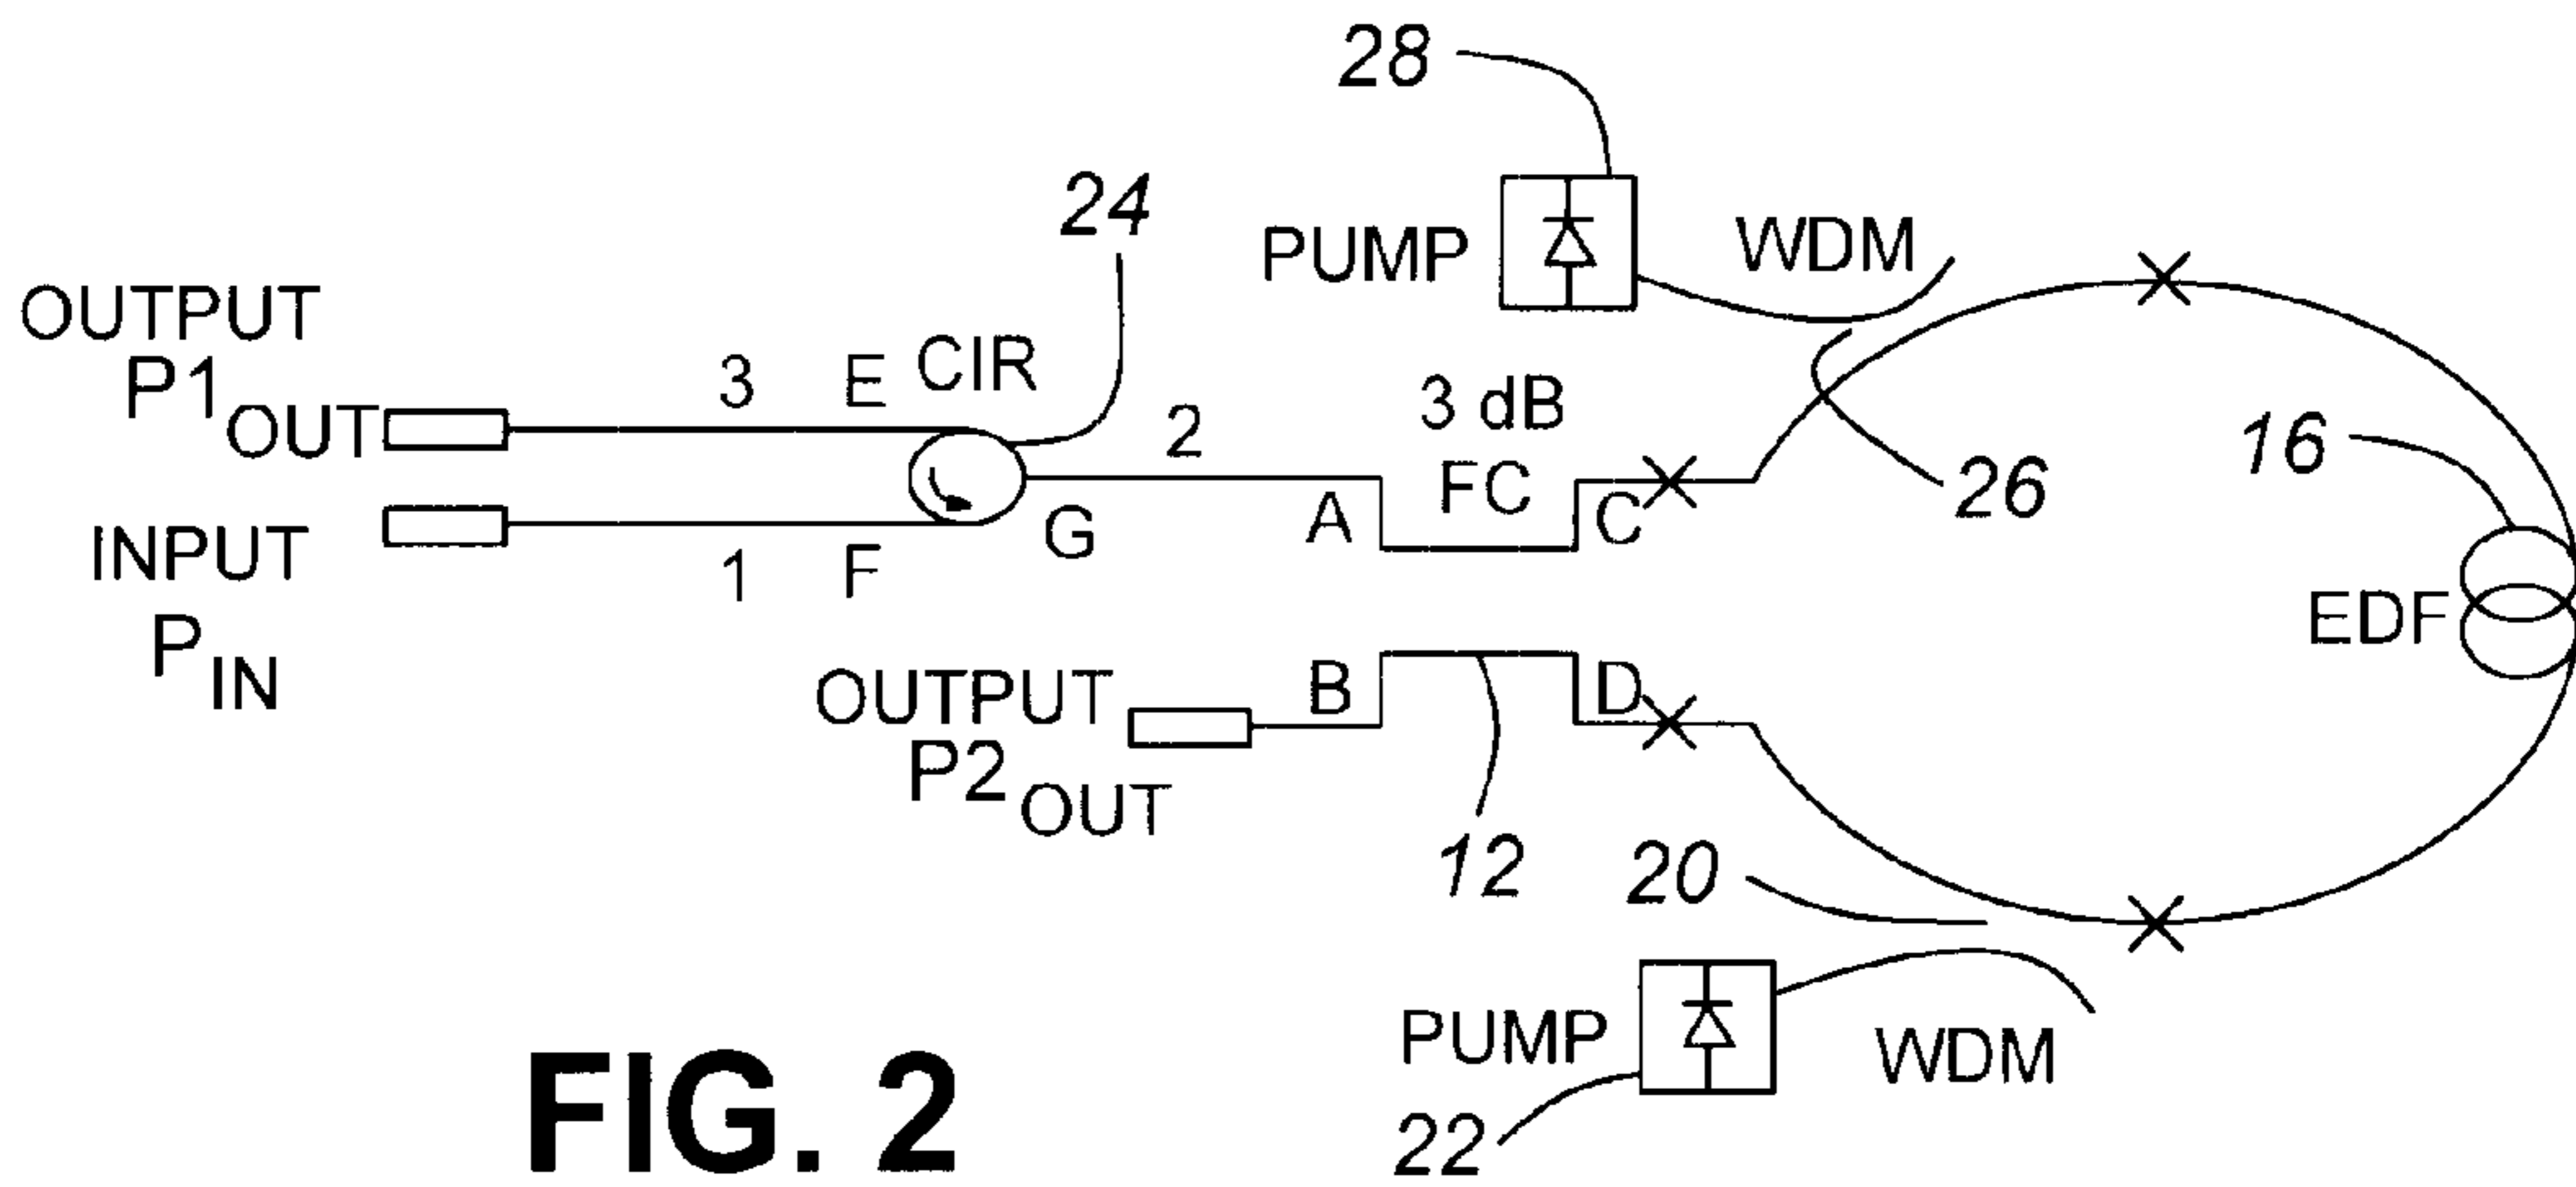 28
24
PUMP
WDM
OUTPUT
P1 OUT
3
E
CIR
2
3 dB
FC
16
26
INPUT
P IN
1
F
G
A
C
EDF
OUTPUT
P2 OUT
B
D
12
20
PUMP
WDM
22
FIG. 2